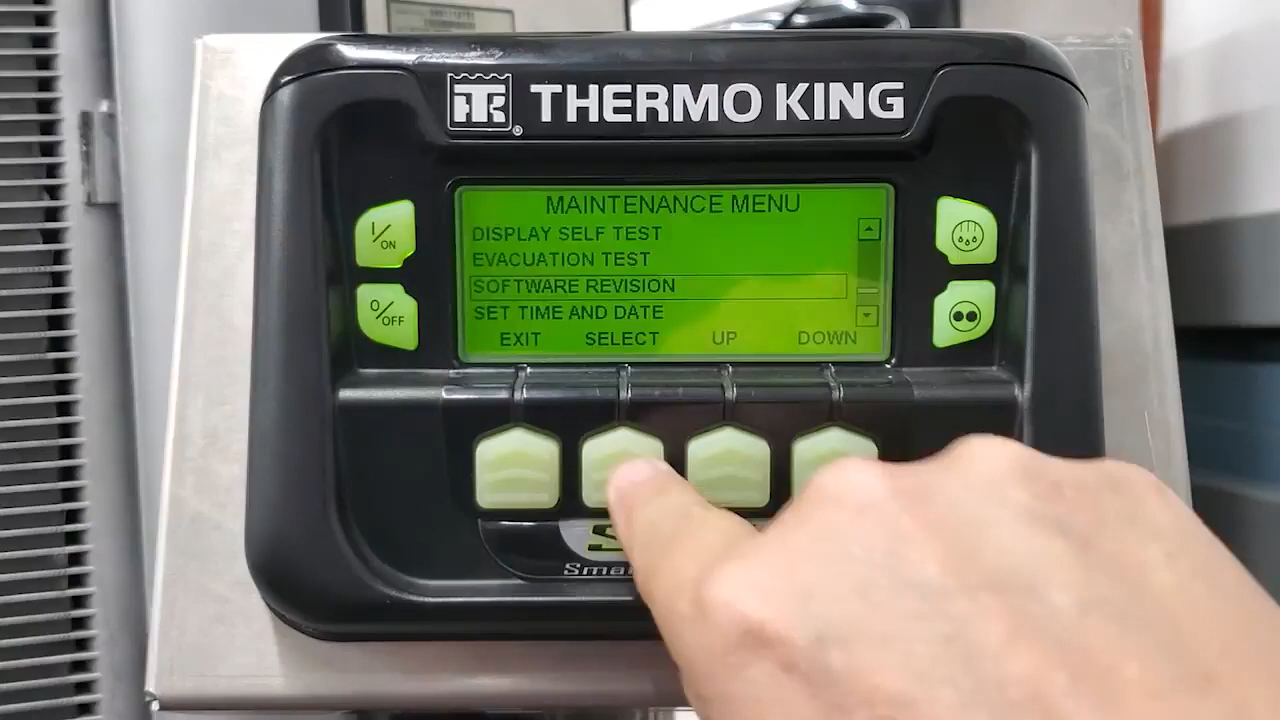 THERMO KING
MAINTENANCE MENU
DISPLAY SELF TEST
EVACUATION TEST
SOFTWARE REVISION
SET TIME AND DATE
EXIT SELECT UP DOWN
I/ON
O/OFF